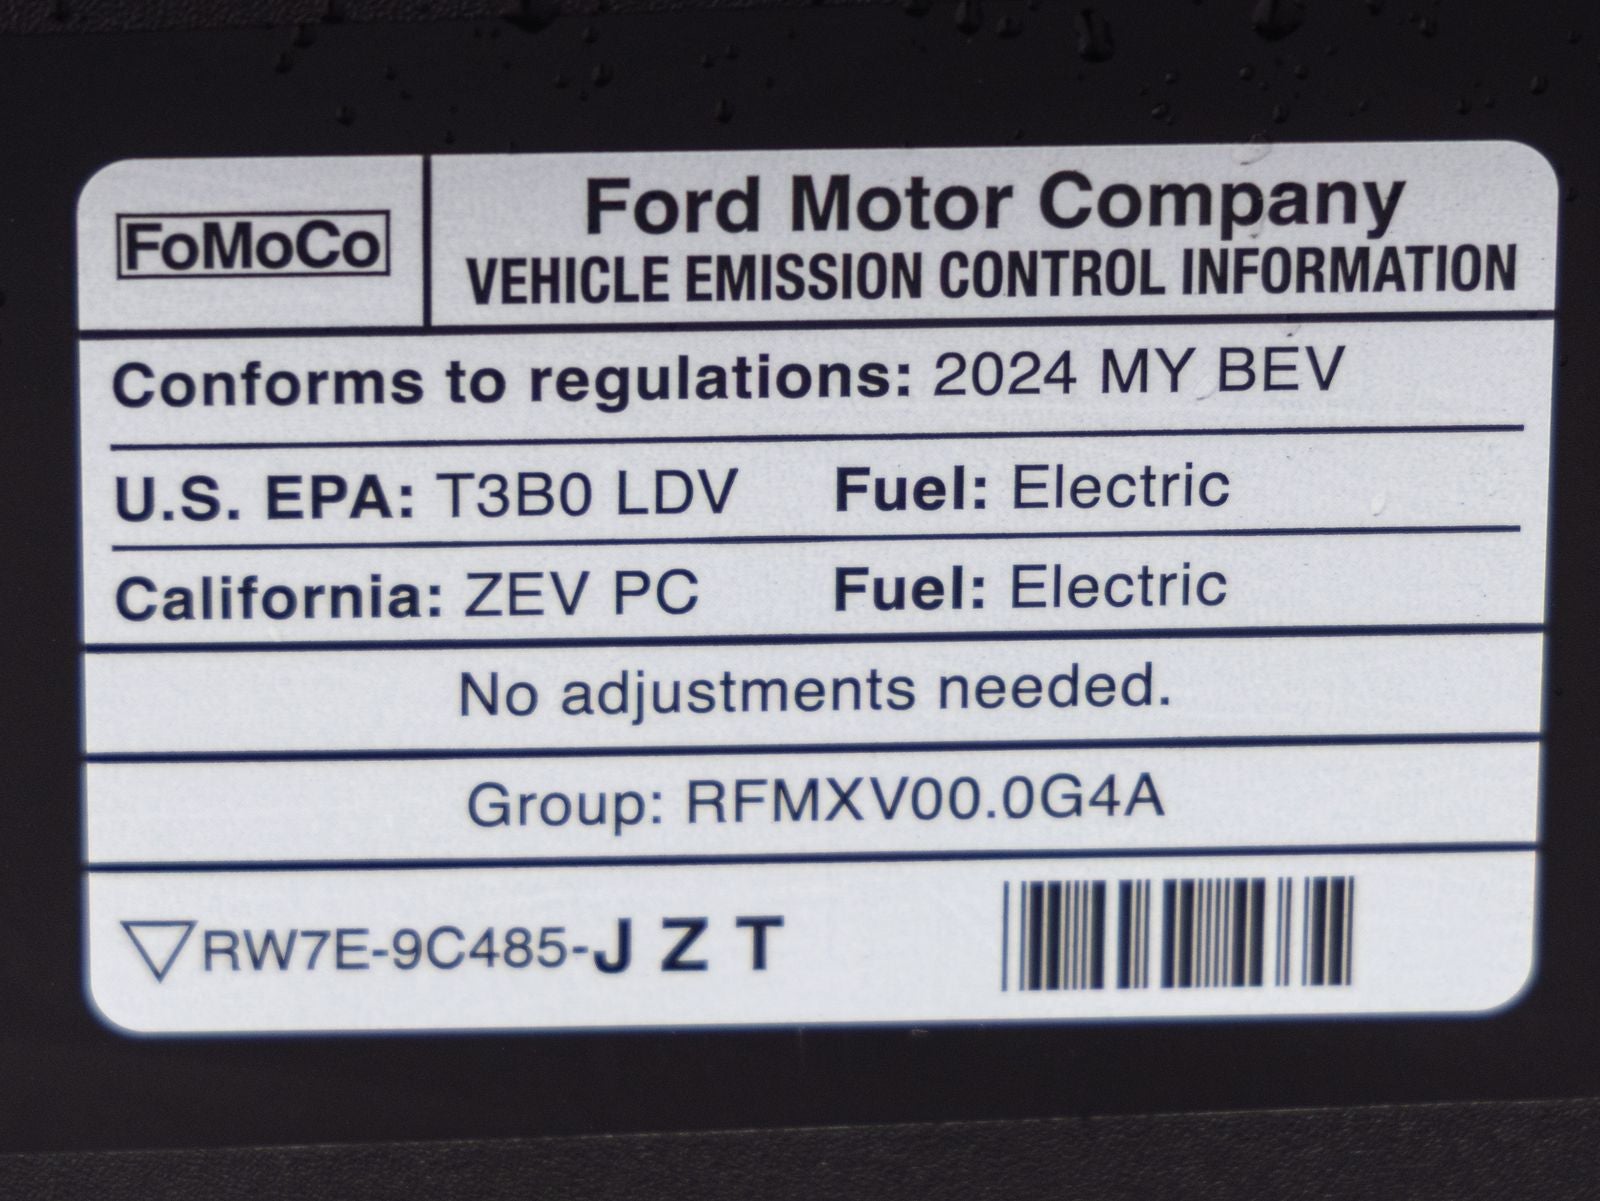 FoMoCo
Ford Motor Company
VEHICLE EMISSION CONTROL INFORMATION
Conforms to regulations: 2024 MY BEV
U.S. EPA: T3B0 LDV Fuel: Electric
California: ZEV PC Fuel: Electric
No adjustments needed.
Group: RFMXV00.0G4A
RW7E-9C485-J Z T